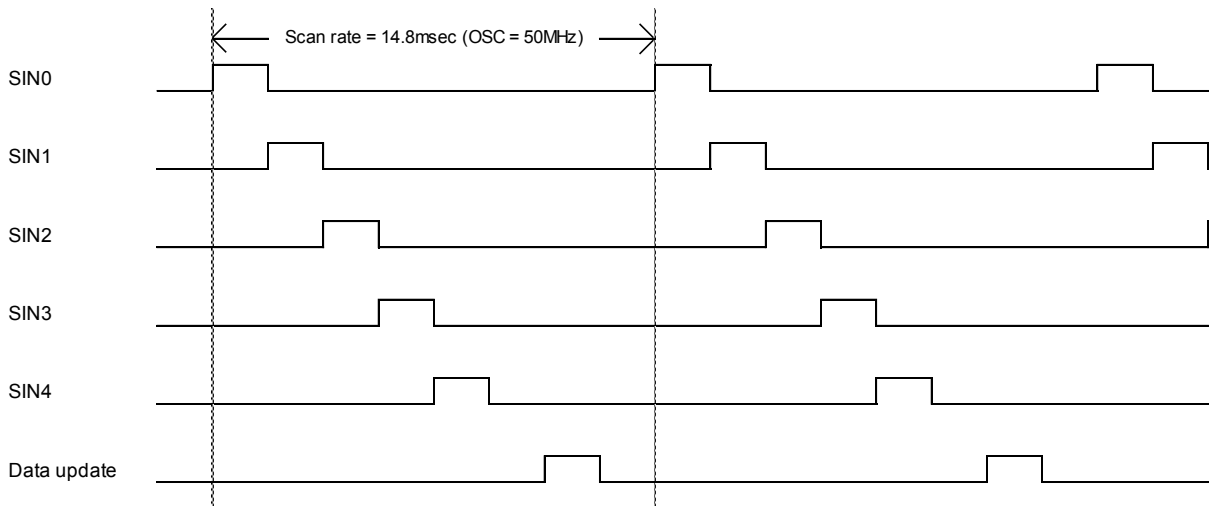 Scan rate = 14.8msec (OSC = 50MHz)
SIN0
SIN1
SIN2
SIN3
SIN4
Data update